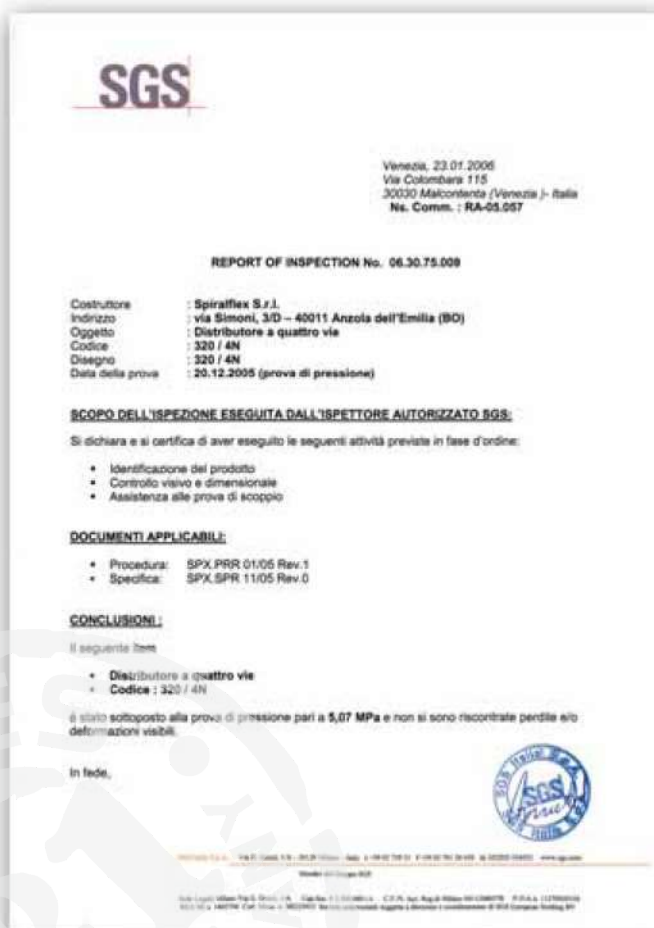 SGS
Venezia, 23.01.2006
Via Colombara 115
30030 Malcontenta (Venezia )- Italia
Ns. Comm. : RA-05.057
REPORT OF INSPECTION No. 06.30.75.009
Costruttore : Spiralflex S.r.l.
Indirizzo : via Simoni, 3/D – 40011 Anzola dell'Emilia (BO)
Oggetto : Distributore a quattro vie
Codice : 320 / 4N
Disegno : 320 / 4N
Data della prova : 20.12.2005 (prova di pressione)
SCOPO DELL'ISPEZIONE ESEGUITA DALL'ISPETTORE AUTORIZZATO SGS:
Si dichiara e si certifica di aver eseguito le seguenti attività previste in fase d'ordine:
• Identificazione del prodotto
• Controllo visivo e dimensionale
• Assistenza alle prova di scoppio
DOCUMENTI APPLICABILI:
• Procedura: SPX.PRR 01/05 Rev.1
• Specifica: SPX.SPR 11/05 Rev.0
CONCLUSIONI :
Il seguente item
• Distributore a quattro vie
• Codice : 320 / 4N
è stato sottoposto alla prova di pressione pari a 5,07 MPa e non si sono riscontrate perdite e/o
deformazioni visibili.
In fede,
SGS Italia S.p.A.
SGS